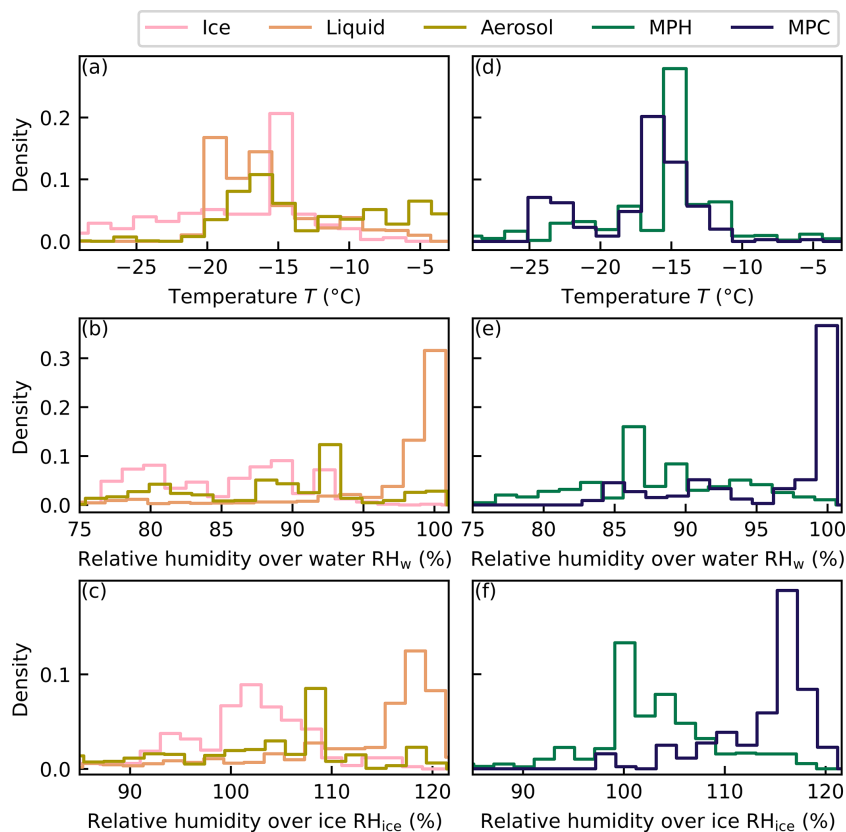 Ice Liquid Aerosol MPH MPC
(a)
Density
0.2
0.1
0.0
−25 −20 −15 −10 −5
Temperature T (°C)
(d)
−25 −20 −15 −10 −5
Temperature T (°C)
(b)
0.3
0.2
0.1
0.0
Density
75 80 85 90 95 100
Relative humidity over water RHw (%)
(e)
75 80 85 90 95 100
Relative humidity over water RHw (%)
(c)
Density
0.1
0.0
90 100 110 120
Relative humidity over ice RHice (%)
(f)
90 100 110 120
Relative humidity over ice RHice (%)